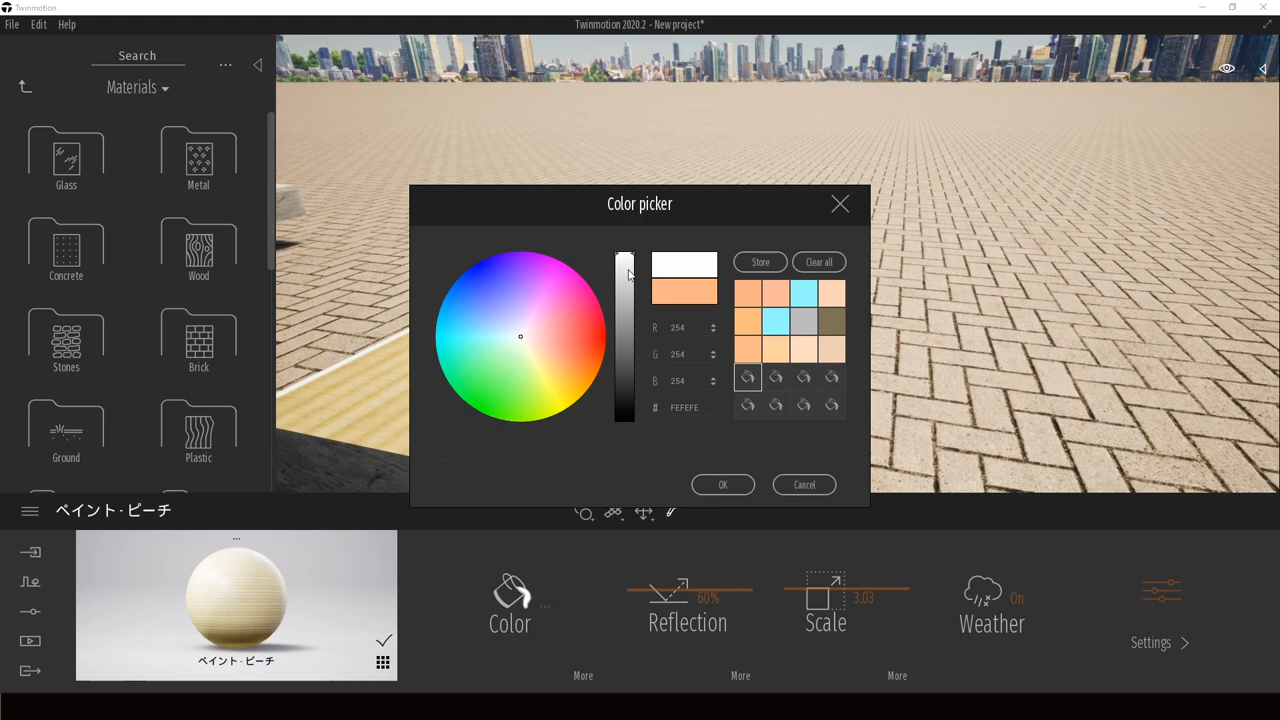 Twinmotion
File Edit Help
Twinmotion 2020.2 - New project*
Search
...
Materials
Glass
Metal
Concrete
Wood
Stones
Brick
Ground
Plastic
Color picker
Store
Clear all
R 254
G 254
B 254
# FEFEFE
OK
Cancel
ペイント - ピーチ
...
ペイント - ピーチ
Color
...
Reflection
60%
Scale
3.03
Weather
On
Settings
More
More
More